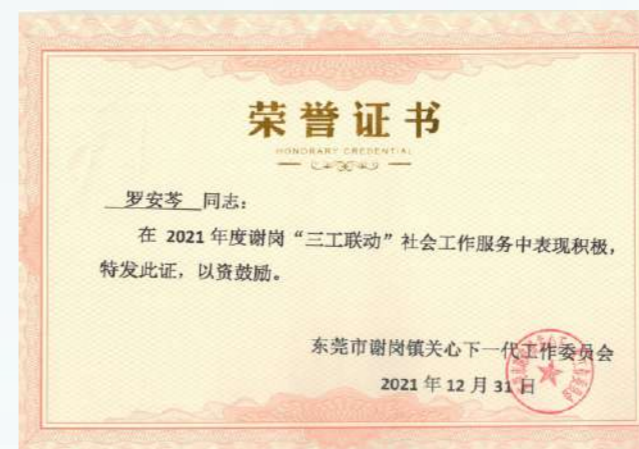 荣誉证书
HONORARY CREDENTIAL
罗安芩 同志：
在 2021 年度谢岗“三工联动”社会工作服务中表现积极，
特发此证，以资鼓励。
东莞市谢岗镇关心下一代工作委员会
2021 年 12 月 31 日